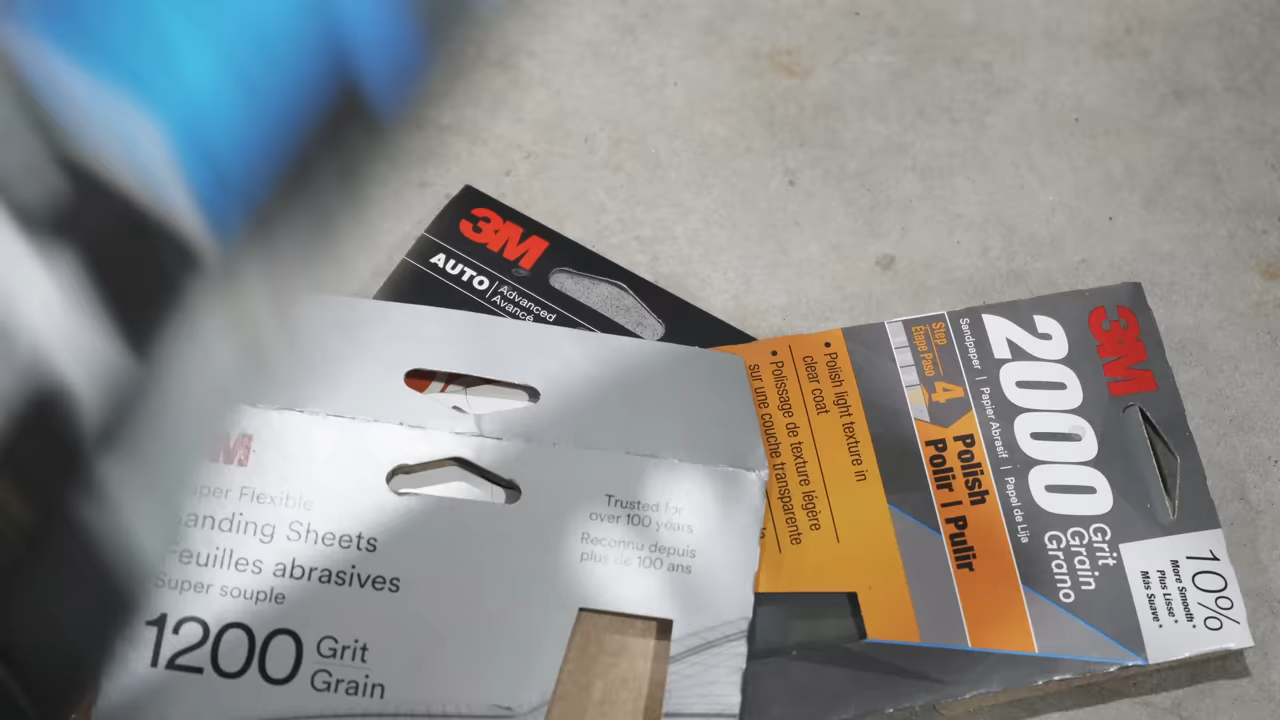 3M
AUTO | Advanced
Avancé
3M
Super Flexible
Sanding Sheets
Feuilles abrasives
Super souple
1200 Grit
Grain
Trusted for
over 100 years
Reconnu depuis
plus de 100 ans
3M
2000 Grit
Grain
Grano
Sandpaper | Papier Abrasif | Papel de Lija
Step
Étape Paso 4
Polish
Polir | Pulir
• Polish light texture in
clear coat
• Polissage de texture légère
sur une couche transparente
10%
More Smooth*
Plus Lisse*
Más Suave*